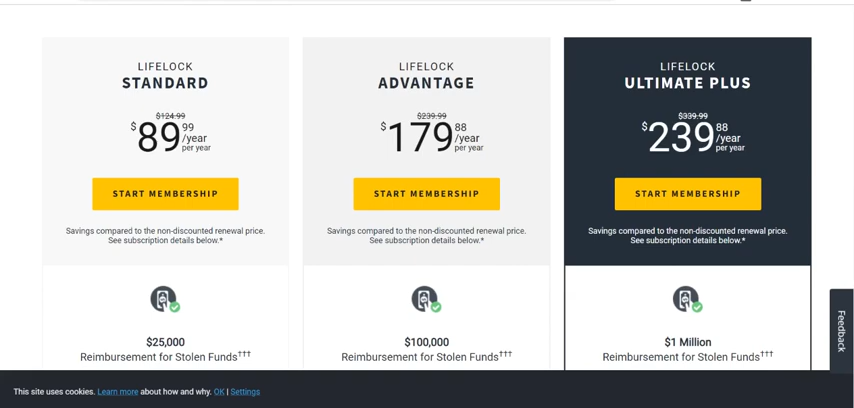 LIFELOCK
STANDARD
$124.99
$89 99
/year
per year
START MEMBERSHIP
Savings compared to the non-discounted renewal price.
See subscription details below.*
$25,000
Reimbursement for Stolen Funds†††
LIFELOCK
ADVANTAGE
$239.99
$179 88
/year
per year
START MEMBERSHIP
Savings compared to the non-discounted renewal price.
See subscription details below.*
$100,000
Reimbursement for Stolen Funds†††
LIFELOCK
ULTIMATE PLUS
$339.99
$239 88
/year
per year
START MEMBERSHIP
Savings compared to the non-discounted renewal price.
See subscription details below.*
$1 Million
Reimbursement for Stolen Funds†††
Feedback
This site uses cookies. Learn more about how and why. OK | Settings